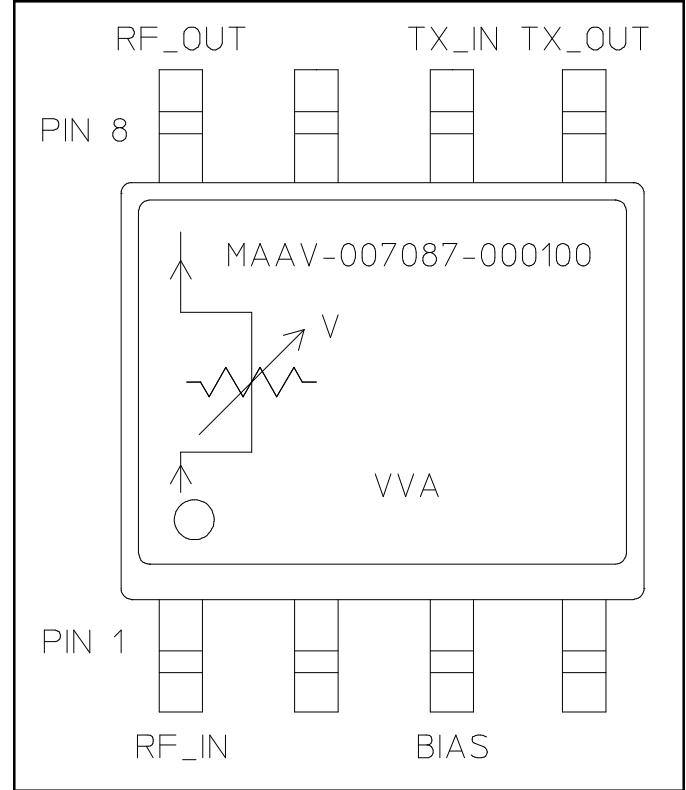 RF_OUT TX_IN TX_OUT
PIN 8
MAAV-007087-000100
V
VVA
PIN 1
RF_IN BIAS